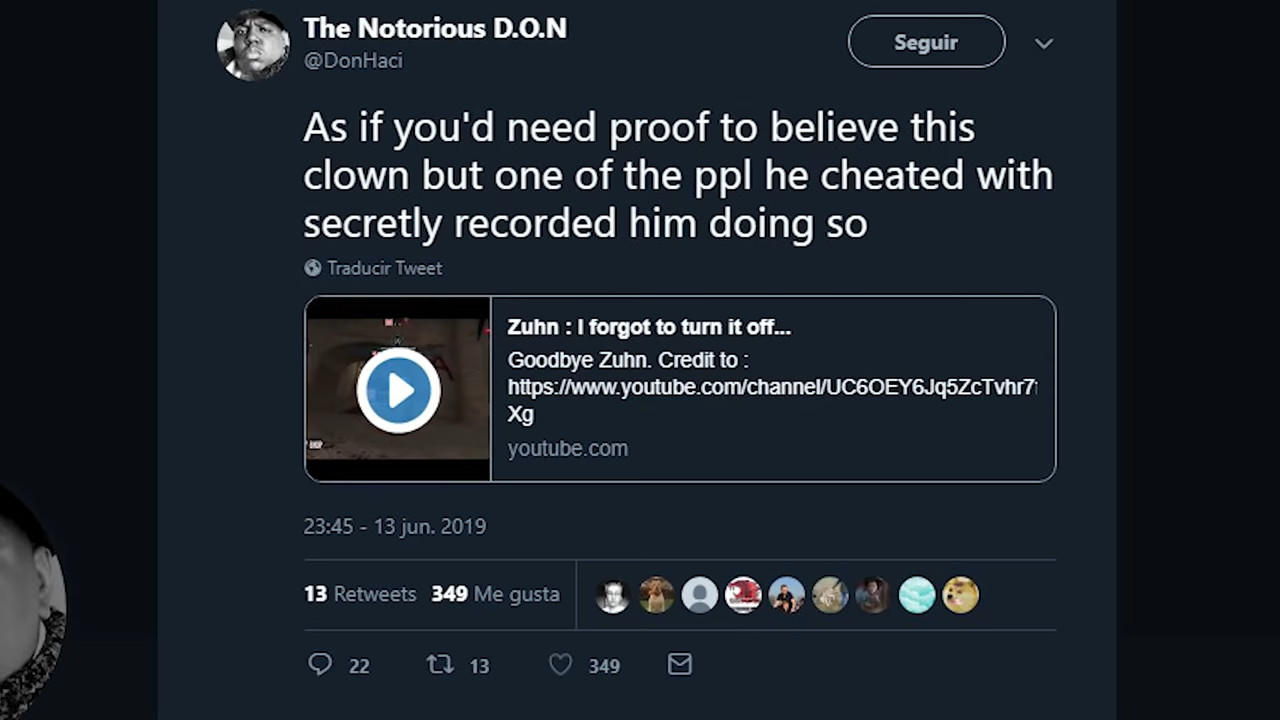 The Notorious D.O.N
@DonHaci
Seguir
As if you'd need proof to believe this
clown but one of the ppl he cheated with
secretly recorded him doing so
Traducir Tweet
Zuhn : I forgot to turn it off...
Goodbye Zuhn. Credit to :
https://www.youtube.com/channel/UC6OEY6Jq5ZcTvhr7
Xg
youtube.com
23:45 - 13 jun. 2019
13 Retweets 349 Me gusta
22 13 349